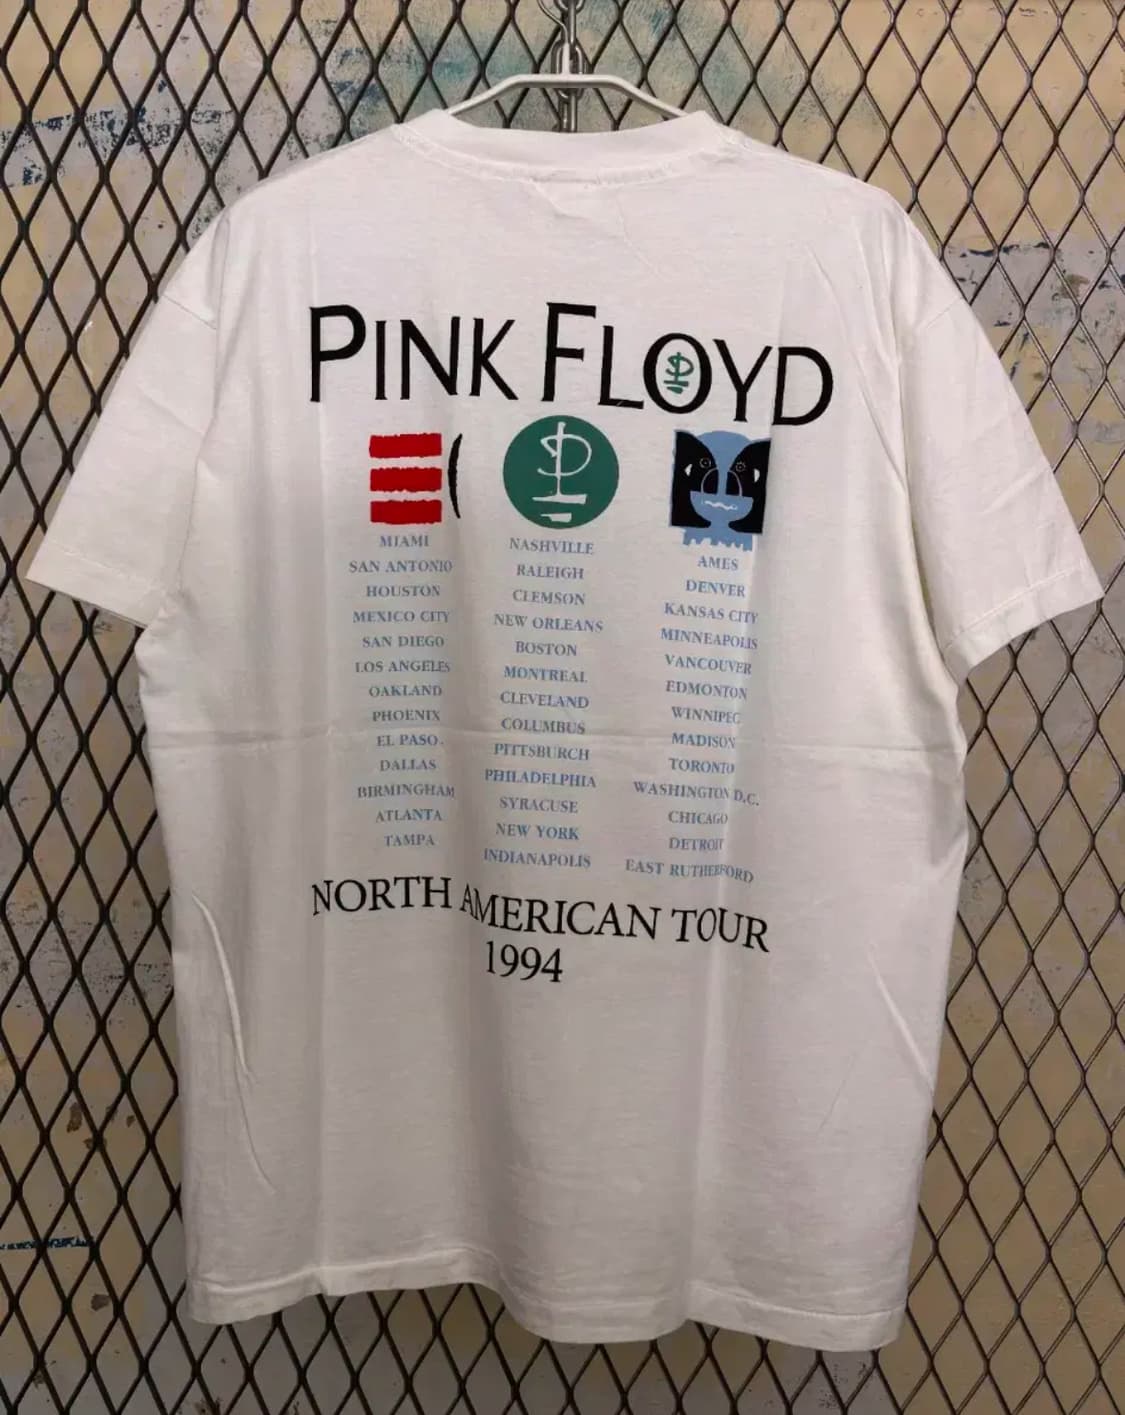 PINK FLOYD
MIAMI
SAN ANTONIO
HOUSTON
MEXICO CITY
SAN DIEGO
LOS ANGELES
OAKLAND
PHOENIX
EL PASO
DALLAS
BIRMINGHAM
ATLANTA
TAMPA
NASHVILLE
RALEIGH
CLEMSON
NEW ORLEANS
BOSTON
MONTREAL
CLEVELAND
COLUMBUS
PITTSBURCH
PHILADELPHIA
SYRACUSE
NEW YORK
INDIANAPOLIS
AMES
DENVER
KANSAS CITY
MINNEAPOLIS
VANCOUVER
EDMONTON
WINNIPEG
MADISON
TORONTO
WASHINGTON D.C.
CHICAGO
DETROIT
EAST RUTHERFORD
NORTH AMERICAN TOUR
1994